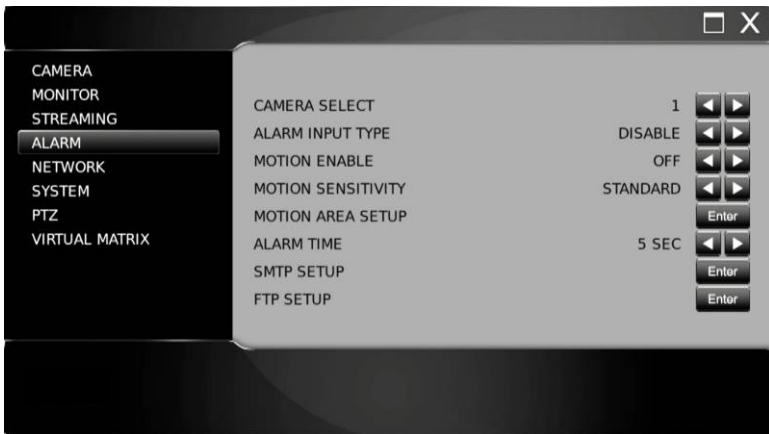 X
CAMERA
MONITOR
STREAMING
ALARM
NETWORK
SYSTEM
PTZ
VIRTUAL MATRIX
CAMERA SELECT 1
ALARM INPUT TYPE DISABLE
MOTION ENABLE OFF
MOTION SENSITIVITY STANDARD
MOTION AREA SETUP Enter
ALARM TIME 5 SEC
SMTP SETUP Enter
FTP SETUP Enter